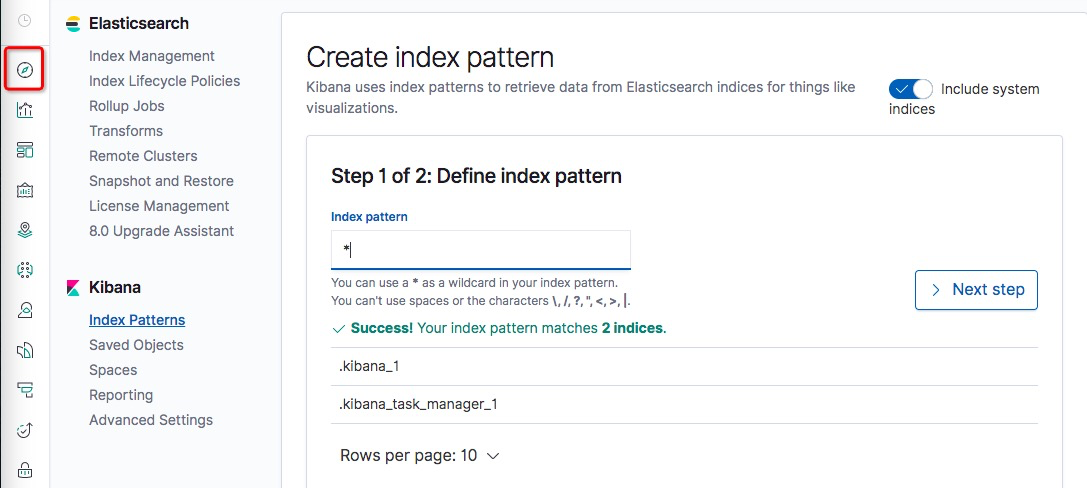 Elasticsearch
Index Management
Index Lifecycle Policies
Rollup Jobs
Transforms
Remote Clusters
Snapshot and Restore
License Management
8.0 Upgrade Assistant
Kibana
Index Patterns
Saved Objects
Spaces
Reporting
Advanced Settings
Create index pattern
Kibana uses index patterns to retrieve data from Elasticsearch indices for things like
visualizations.
Include system
indices
Step 1 of 2: Define index pattern
Index pattern
*
You can use a * as a wildcard in your index pattern.
You can't use spaces or the characters \, /, ?, ", <, >, |.
Next step
Success! Your index pattern matches 2 indices.
.kibana_1
.kibana_task_manager_1
Rows per page: 10